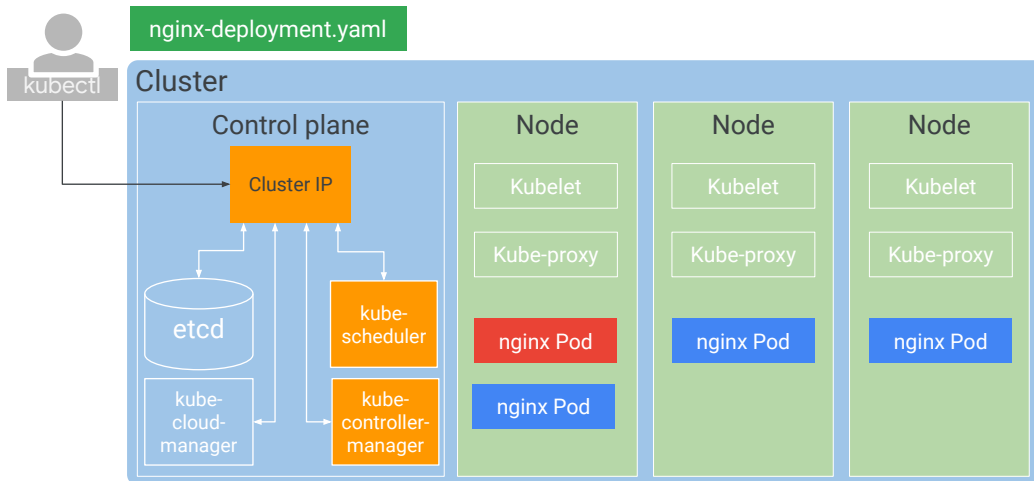 nginx-deployment.yaml
kubectl
Cluster
Control plane
Cluster IP
etcd
kube-
scheduler
kube-
cloud-
manager
kube-
controller-
manager
Node
Kubelet
Kube-proxy
nginx Pod
nginx Pod
Node
Kubelet
Kube-proxy
nginx Pod
Node
Kubelet
Kube-proxy
nginx Pod